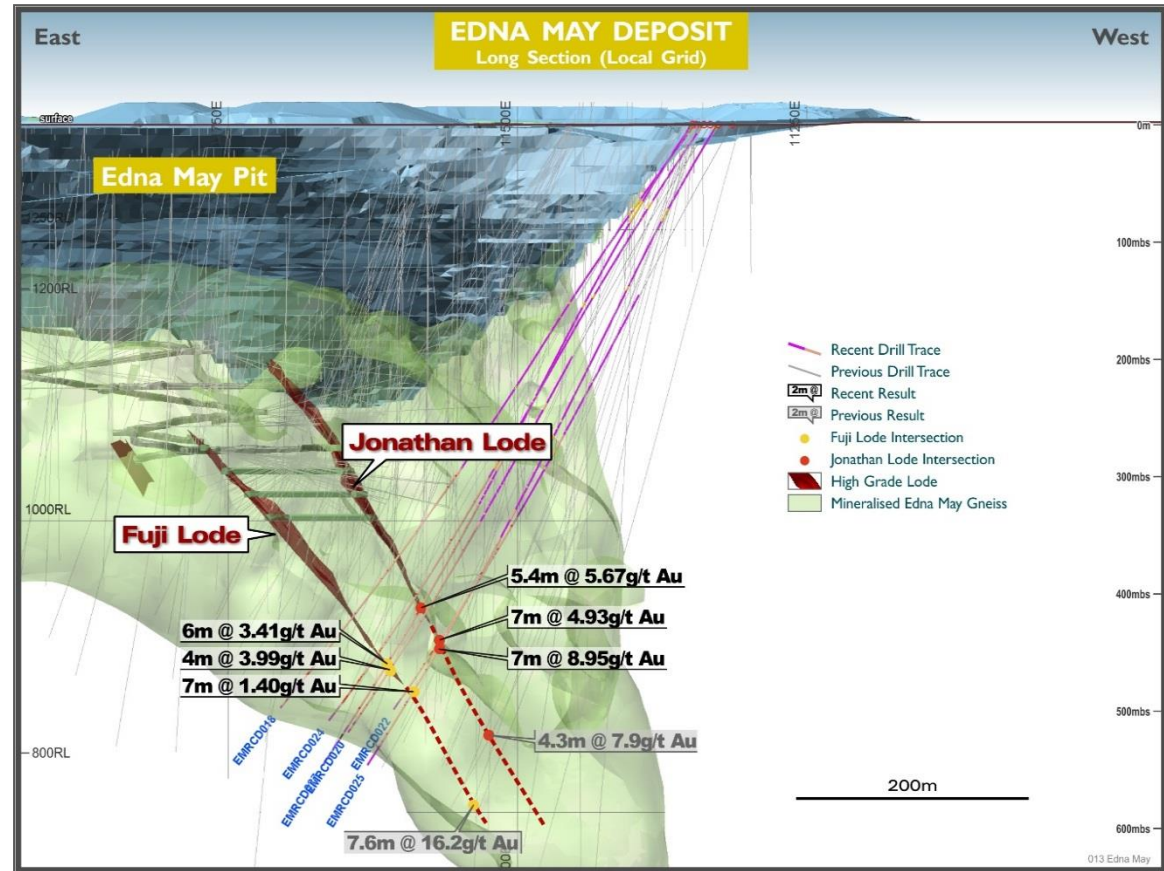 East
EDNA MAY DEPOSIT
Long Section (Local Grid)
West
surface
750E
11500E
11250E
0m
Edna May Pit
1250RL
100mbs
1200RL
200mbs
Recent Drill Trace
Previous Drill Trace
2m @ Recent Result
2m @ Previous Result
Fuji Lode Intersection
Jonathan Lode Intersection
High Grade Lode
Mineralised Edna May Gneiss
Jonathan Lode
300mbs
1000RL
Fuji Lode
5.4m @ 5.67g/t Au
400mbs
7m @ 4.93g/t Au
6m @ 3.41g/t Au
4m @ 3.99g/t Au
7m @ 8.95g/t Au
7m @ 1.40g/t Au
500mbs
EMRCD018
EMRCD024
EMRCD020
EMRCD022
EMRCD025
4.3m @ 7.9g/t Au
800RL
200m
7.6m @ 16.2g/t Au
600mbs
013 Edna May